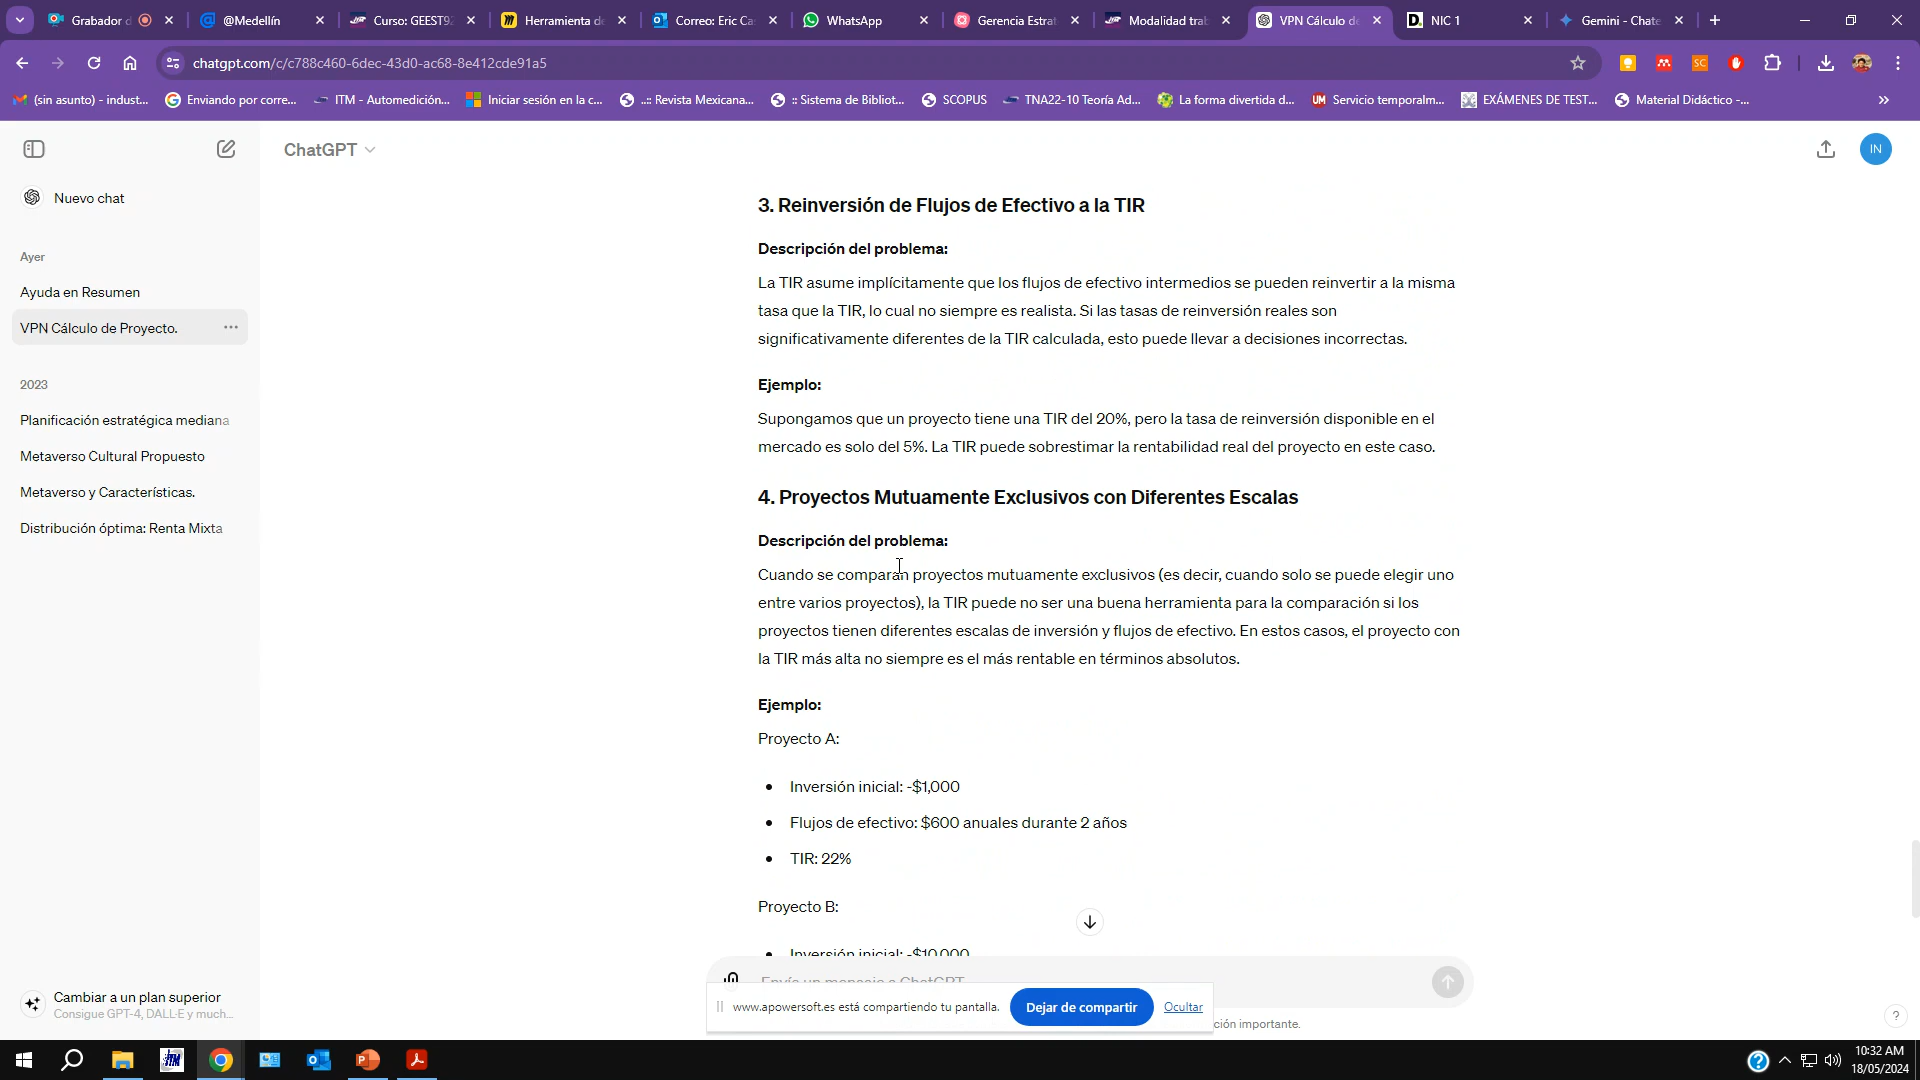 Grabador d
@Medellín
Curso: GEEST92
Herramienta de
Correo: Eric Ca
WhatsApp
Gerencia Estrat
Modalidad trab
VPN Cálculo de
NIC 1
Gemini - Chate
chatgpt.com/c/c788c460-6dec-43d0-ac68-8e412cde91a5
(sin asunto) - indust...
Enviando por corre...
ITM - Automedición...
Iniciar sesión en la c...
..:: Revista Mexicana...
:: Sistema de Bibliot...
SCOPUS
TNA22-10 Teoría Ad...
La forma divertida d...
Servicio temporalm...
EXÁMENES DE TEST...
Material Didáctico -...
ChatGPT
IN
Nuevo chat
Ayer
Ayuda en Resumen
VPN Cálculo de Proyecto.
2023
Planificación estratégica mediana
Metaverso Cultural Propuesto
Metaverso y Características.
Distribución óptima: Renta Mixta
Cambiar a un plan superior
Consigue GPT-4, DALL·E y much...
3. Reinversión de Flujos de Efectivo a la TIR
Descripción del problema:
La TIR asume implícitamente que los flujos de efectivo intermedios se pueden reinvertir a la misma
tasa que la TIR, lo cual no siempre es realista. Si las tasas de reinversión reales son
significativamente diferentes de la TIR calculada, esto puede llevar a decisiones incorrectas.
Ejemplo:
Supongamos que un proyecto tiene una TIR del 20%, pero la tasa de reinversión disponible en el
mercado es solo del 5%. La TIR puede sobrestimar la rentabilidad real del proyecto en este caso.
4. Proyectos Mutuamente Exclusivos con Diferentes Escalas
Descripción del problema:
Cuando se comparan proyectos mutuamente exclusivos (es decir, cuando solo se puede elegir uno
entre varios proyectos), la TIR puede no ser una buena herramienta para la comparación si los
proyectos tienen diferentes escalas de inversión y flujos de efectivo. En estos casos, el proyecto con
la TIR más alta no siempre es el más rentable en términos absolutos.
Ejemplo:
Proyecto A:
Inversión inicial: -$1,000
Flujos de efectivo: $600 anuales durante 2 años
TIR: 22%
Proyecto B:
Inversión inicial: -$10,000
Envía un mensaje a ChatGPT
www.apowersoft.es está compartiendo tu pantalla.
Dejar de compartir
Ocultar
ción importante.
?
10:32 AM
18/05/2024